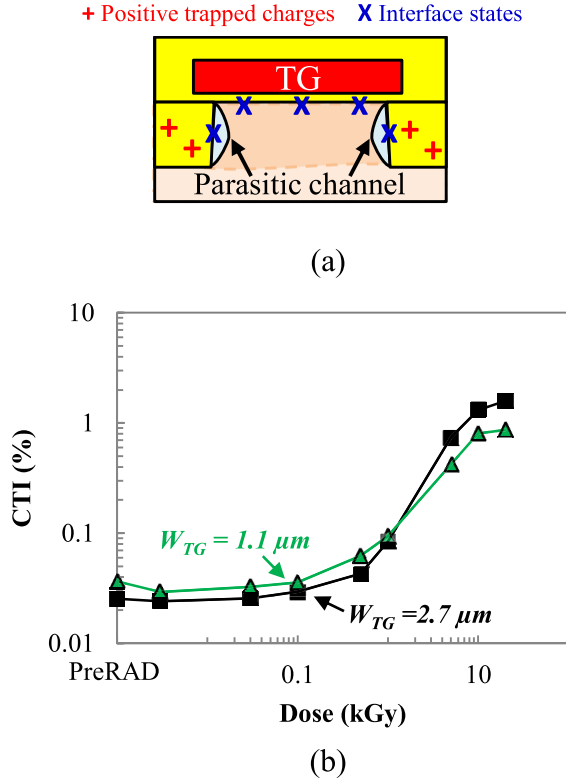 + Positive trapped charges X Interface states
TG
+ X X X +
+ X X +
Parasitic channel
(a)
10
1
0.1
0.01
CTI (%)
W_TG = 1.1 µm
W_TG =2.7 µm
PreRAD 0.1 10
Dose (kGy)
(b)